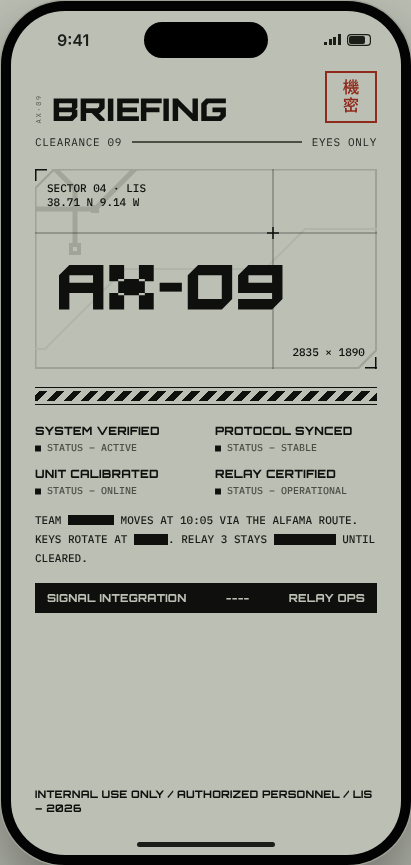 9:41
機密
AX-09
BRIEFING
CLEARANCE 09 EYES ONLY
SECTOR 04 · LIS
38.71 N 9.14 W
AX-09
2835 × 1890
SYSTEM VERIFIED PROTOCOL SYNCED
STATUS – ACTIVE STATUS – STABLE
UNIT CALIBRATED RELAY CERTIFIED
STATUS – ONLINE STATUS – OPERATIONAL
TEAM MOVES AT 10:05 VIA THE ALFAMA ROUTE.
KEYS ROTATE AT . RELAY 3 STAYS UNTIL
CLEARED.
SIGNAL INTEGRATION ---- RELAY OPS
INTERNAL USE ONLY / AUTHORIZED PERSONNEL / LIS
– 2026